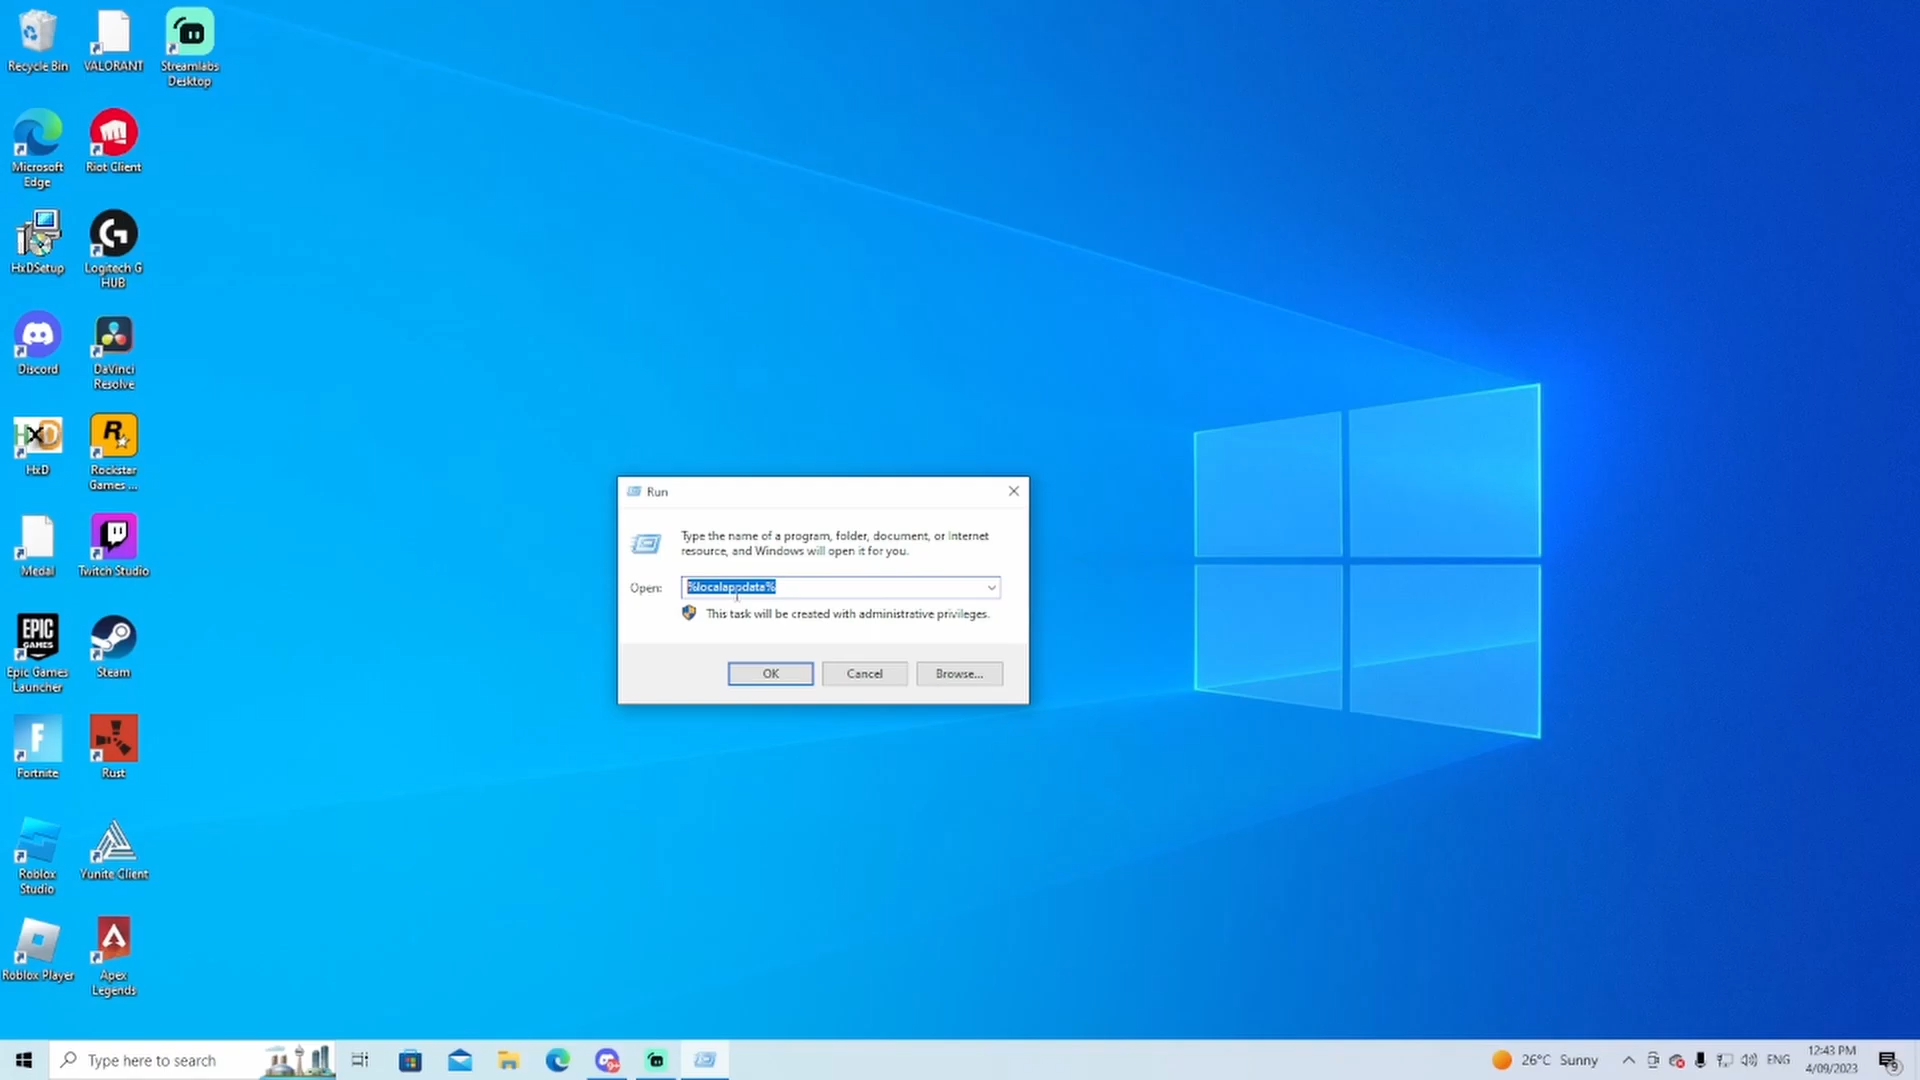 Recycle Bin
VALORANT
Streamlabs
Desktop
Microsoft
Edge
Riot Client
HxDSetup
Logitech G
HUB
Discord
DaVinci
Resolve
HxD
HxD
R
Rockstar
Games ...
Medal
Twitch Studio
EPIC
GAMES
Epic Games
Launcher
Steam
F
Fortnite
Rust
Roblox
Studio
Yunite Client
Roblox Player
Apex
Legends
Run
Type the name of a program, folder, document, or Internet
resource, and Windows will open it for you.
Open:
%localappdata%
This task will be created with administrative privileges.
OK
Cancel
Browse...
Type here to search
26°C Sunny
ENG
12:43 PM
4/09/2023